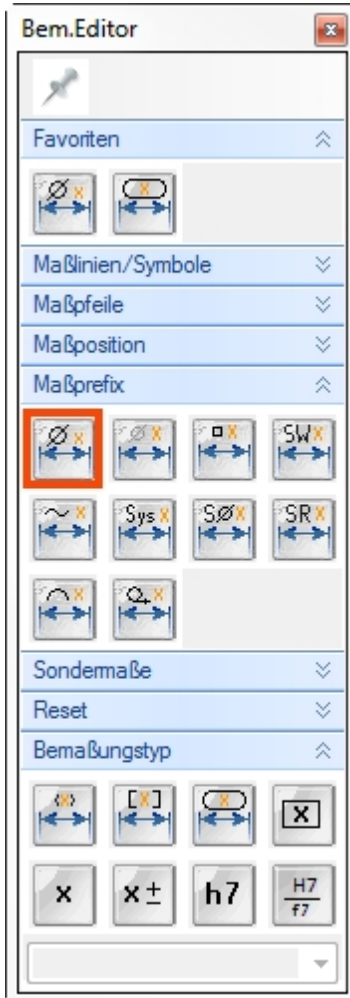 Bem.Editor
Favoriten
Ø x
x
Maßlinien/Symbole
Maßpfeile
Maßposition
Maßprefix
Ø x Ø x □ x SW x
~ x Sys x SØ x SR x
⌒ x x
Sondermaße
Reset
Bemaßungstyp
(x) [x] x x
x x± h7 H7
f7